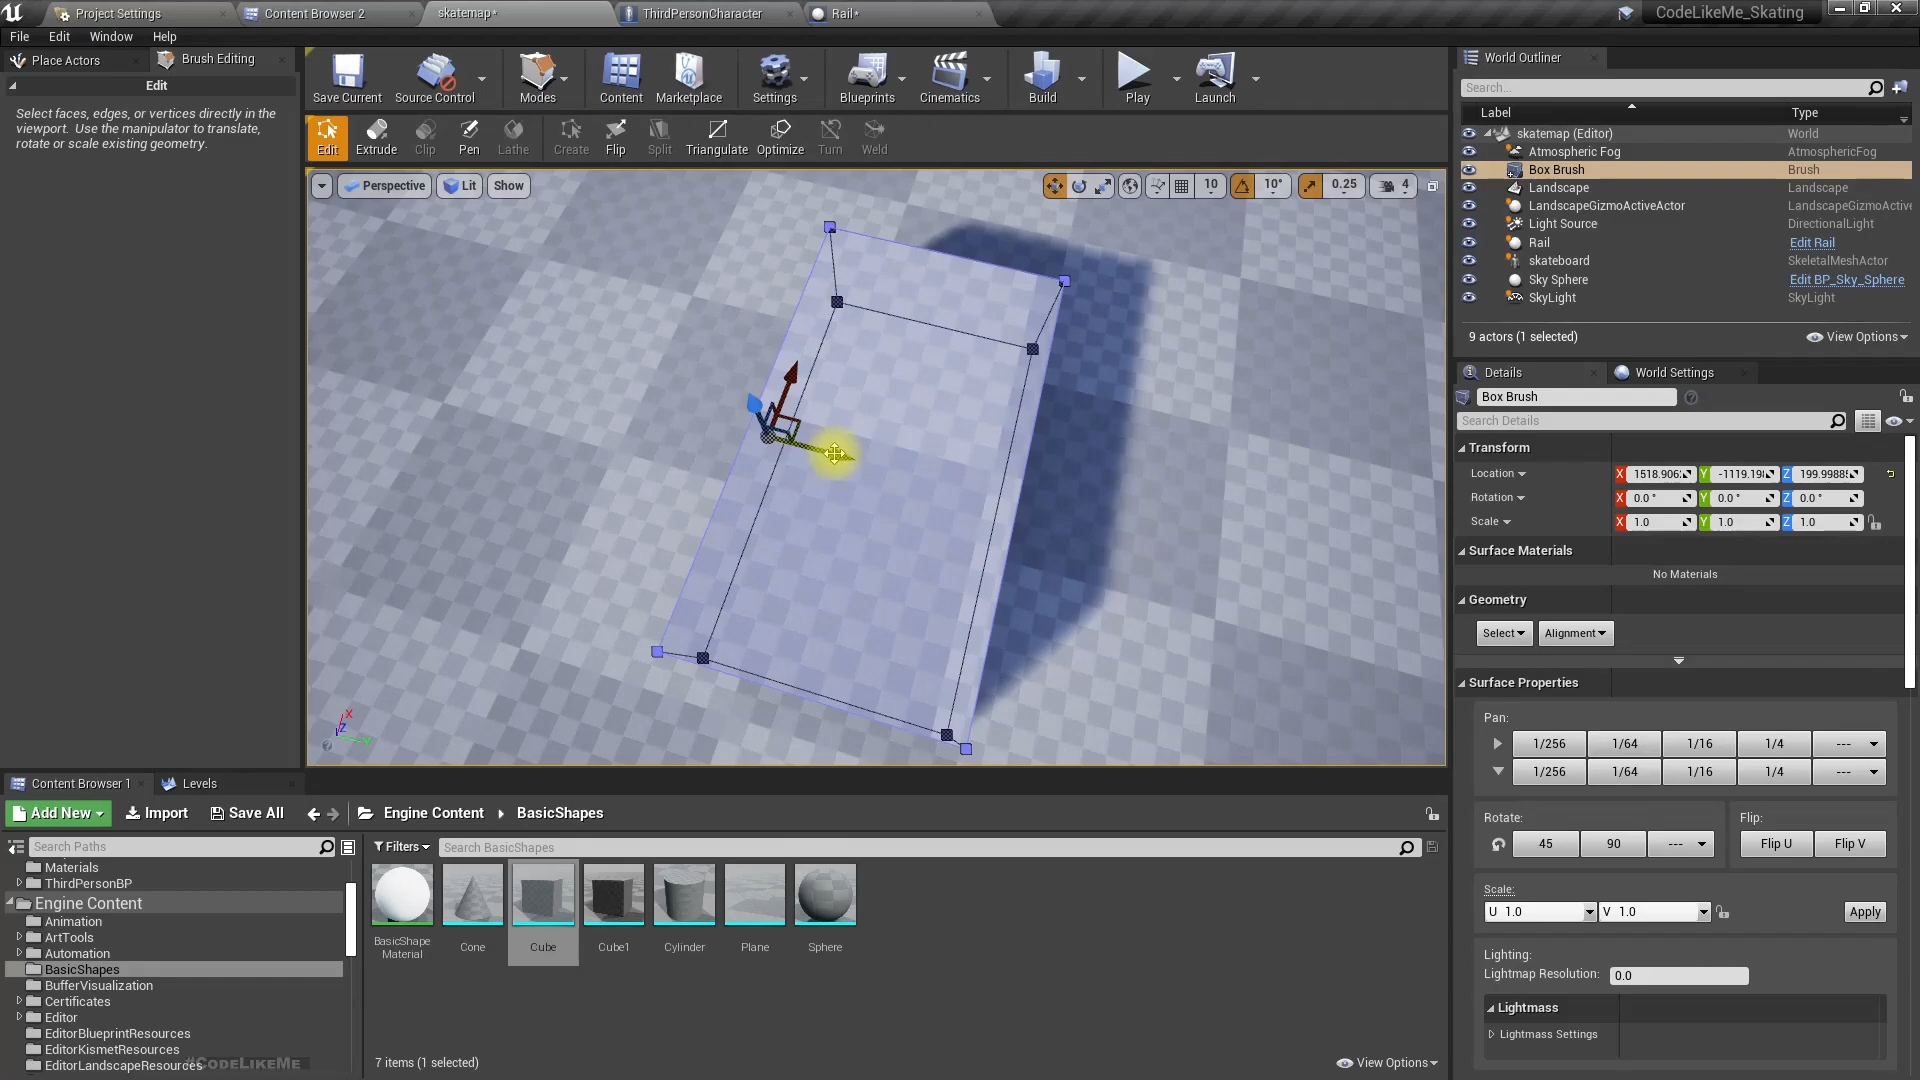 Project Settings
Content Browser 2
skatemap*
ThirdPersonCharacter
Rail*
CodeLikeMe_Skating
File Edit Window Help
Place Actors
Brush Editing
Edit
Select faces, edges, or vertices directly in the
viewport. Use the manipulator to translate,
rotate or scale existing geometry.
Save Current
Source Control
Modes
Content
Marketplace
Settings
Blueprints
Cinematics
Build
Play
Launch
Edit
Extrude
Clip
Pen
Lathe
Create
Flip
Split
Triangulate
Optimize
Turn
Weld
Perspective
Lit
Show
10
10°
0.25
4
X
Z
Y
World Outliner
Search...
Label
Type
skatemap (Editor) World
Atmospheric Fog AtmosphericFog
Box Brush Brush
Landscape Landscape
LandscapeGizmoActiveActor LandscapeGizmoActive
Light Source DirectionalLight
Rail Edit Rail
skateboard SkeletalMeshActor
Sky Sphere Edit BP_Sky_Sphere
SkyLight SkyLight
9 actors (1 selected)
View Options
Details
World Settings
Box Brush
Search Details
Transform
Location X 1518.906 Y -1119.19 Z 199.9988
Rotation X 0.0 ° Y 0.0 ° Z 0.0 °
Scale X 1.0 Y 1.0 Z 1.0
Surface Materials
No Materials
Geometry
Select
Alignment
Surface Properties
Pan:
1/256 1/64 1/16 1/4 ---
1/256 1/64 1/16 1/4 ---
Rotate:
Flip:
45 90 ---
Flip U Flip V
Scale:
U 1.0 V 1.0 Apply
Lighting:
Lightmap Resolution: 0.0
Lightmass
Lightmass Settings
Content Browser 1
Levels
Add New
Import
Save All
Engine Content
BasicShapes
Search Paths
Filters
Search BasicShapes
Materials
ThirdPersonBP
Engine Content
Animation
ArtTools
Automation
BasicShapes
BufferVisualization
Certificates
Editor
EditorBlueprintResources
EditorKismetResources
EditorLandscapeResources
#CodeLikeMe
BasicShape
Material
Cone
Cube
Cube1
Cylinder
Plane
Sphere
7 items (1 selected)
View Options